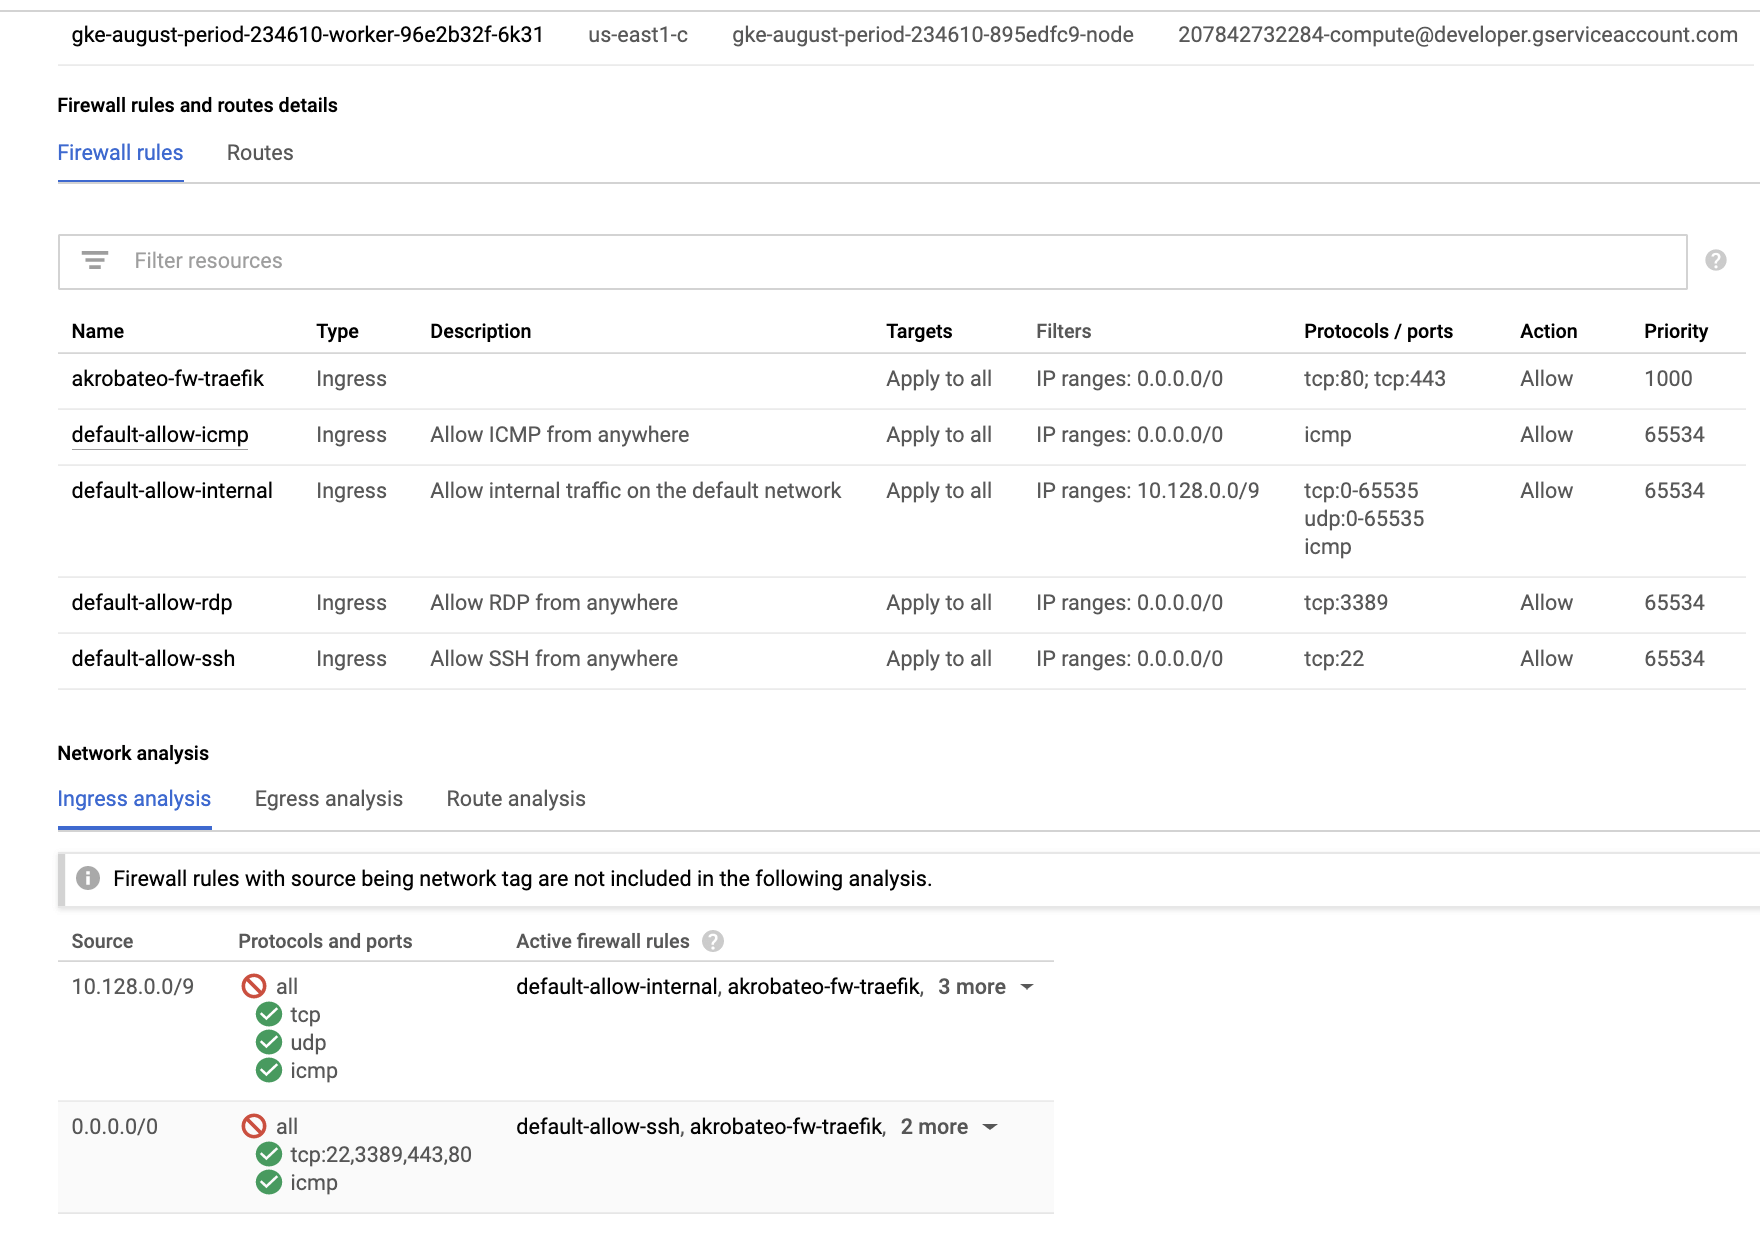 gke-august-period-234610-worker-96e2b32f-6k31 us-east1-c gke-august-period-234610-895edfc9-node 207842732284-compute@developer.gserviceaccount.com
Firewall rules and routes details
Firewall rules Routes
Filter resources
Name Type Description Targets Filters Protocols / ports Action Priority
akrobateo-fw-traefik Ingress Apply to all IP ranges: 0.0.0.0/0 tcp:80; tcp:443 Allow 1000
default-allow-icmp Ingress Allow ICMP from anywhere Apply to all IP ranges: 0.0.0.0/0 icmp Allow 65534
default-allow-internal Ingress Allow internal traffic on the default network Apply to all IP ranges: 10.128.0.0/9 tcp:0-65535 Allow 65534
udp:0-65535
icmp
default-allow-rdp Ingress Allow RDP from anywhere Apply to all IP ranges: 0.0.0.0/0 tcp:3389 Allow 65534
default-allow-ssh Ingress Allow SSH from anywhere Apply to all IP ranges: 0.0.0.0/0 tcp:22 Allow 65534
Network analysis
Ingress analysis Egress analysis Route analysis
Firewall rules with source being network tag are not included in the following analysis.
Source Protocols and ports Active firewall rules
10.128.0.0/9 all default-allow-internal, akrobateo-fw-traefik, 3 more
tcp
udp
icmp
0.0.0.0/0 all default-allow-ssh, akrobateo-fw-traefik, 2 more
tcp:22,3389,443,80
icmp